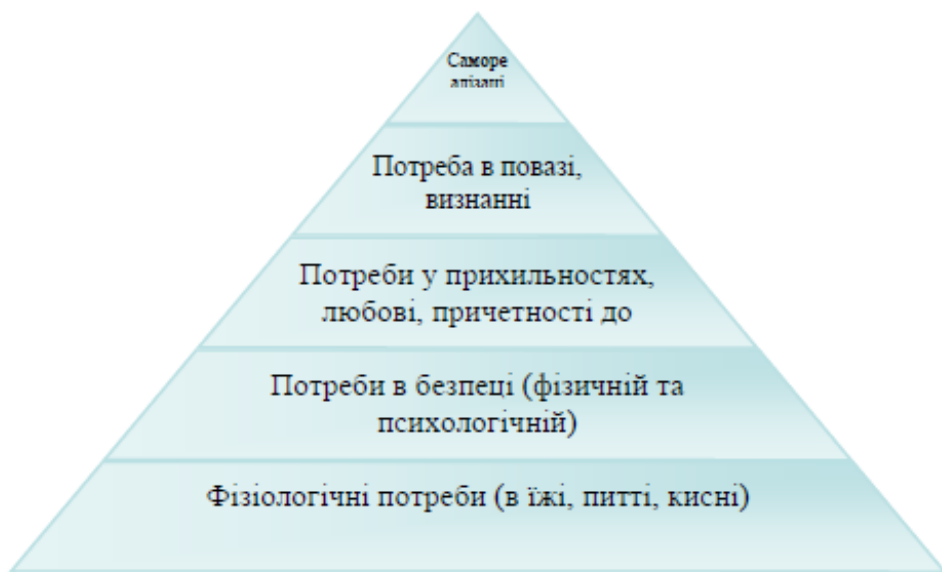 Саморе
алізаці
Потреба в повазі,
визнанні
Потреби у прихильностях,
любові, причетності до
Потреби в безпеці (фізичній та
психологічній)
Фізіологічні потреби (в їжі, питті, кисні)